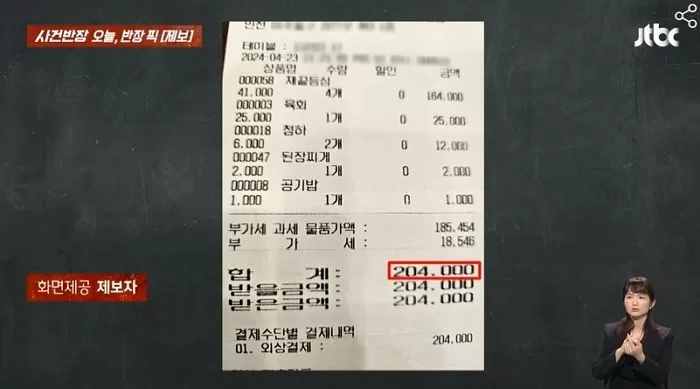 사건반장 오늘, 반장 픽 [제보]
jtbc
인천
테이블 :
2024-04-23
상품명 수량 할인 금액
000058 채끝등심
41.000 4개 0 164.000
000003 육회
25.000 1개 0 25.000
000018 청하
6.000 2개 0 12.000
000047 된장찌게
2.000 1개 0 2.000
000008 공기밥
1.000 1개 0 1.000
부가세 과세 물품가액: 185.454
부 가 세: 18.546
합 계: 204.000
받을금액: 204.000
받은금액: 204.000
결제수단별 결제내역
01. 외상결제 : 204.000
화면제공 제보자